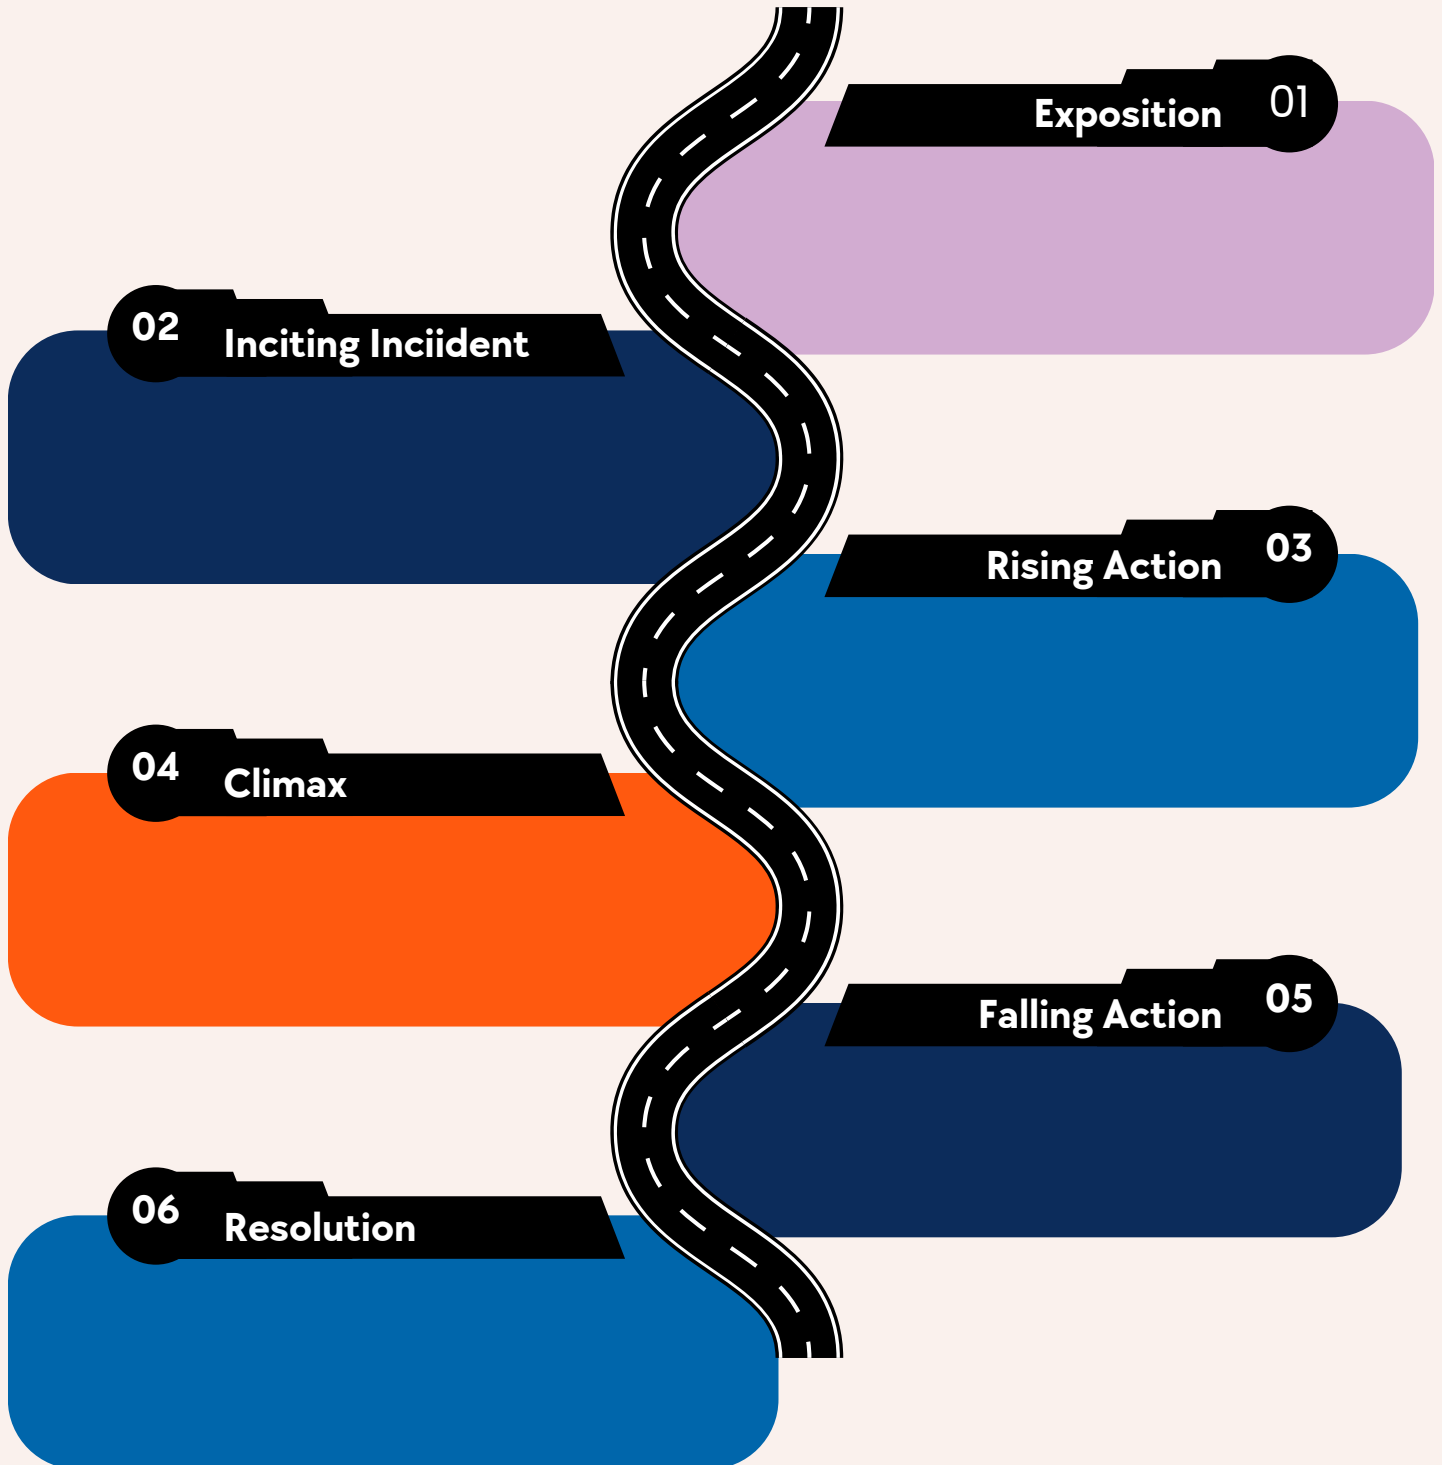 Exposition 01
02 Inciting Inciident
Rising Action 03
04 Climax
Falling Action 05
06 Resolution